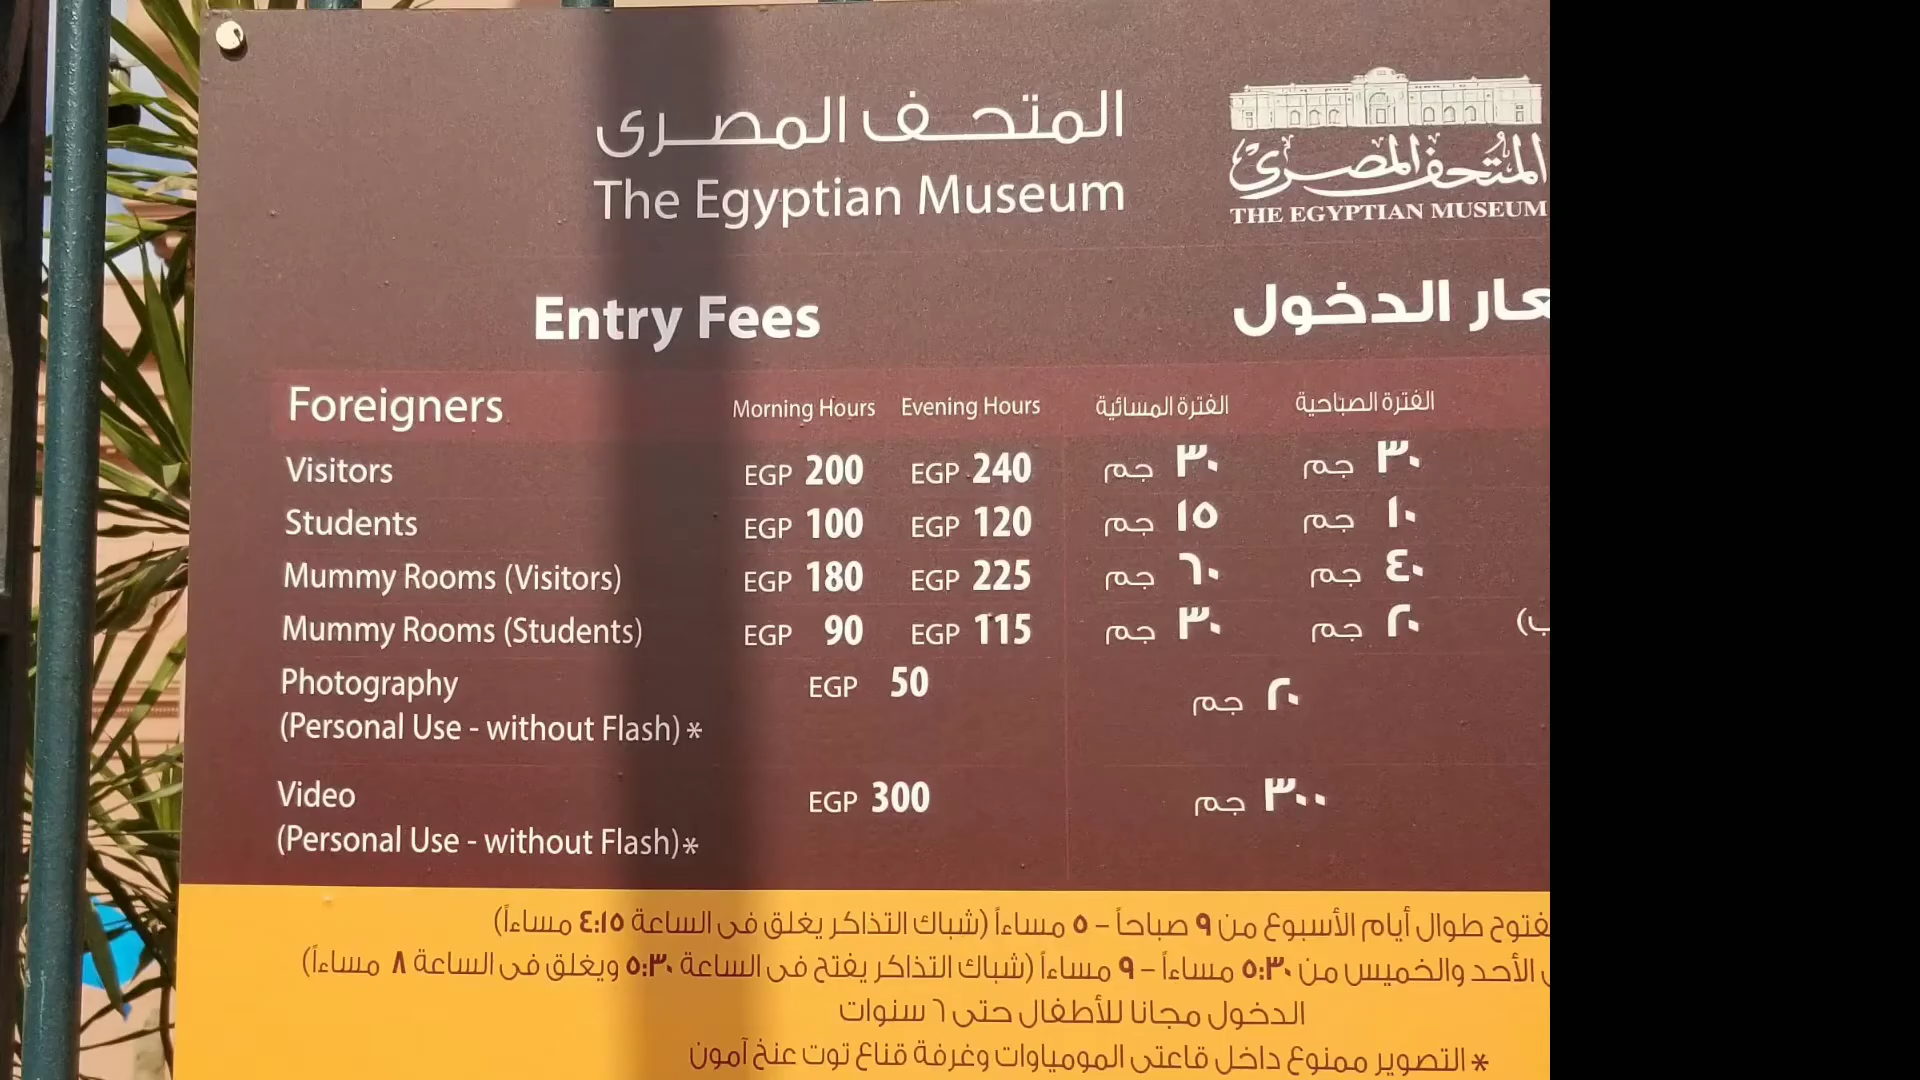 المتحف المصرى
The Egyptian Museum
المتحف المصري
THE EGYPTIAN MUSEUM
Entry Fees
الدخول
Foreigners Morning Hours Evening Hours الفترة المسائية الفترة الصباحية
Visitors EGP 200 EGP 240 ٣٠ جم ٣٠ جم
Students EGP 100 EGP 120 ١٥ جم ١٠ جم
Mummy Rooms (Visitors) EGP 180 EGP 225 ٦٠ جم ٤٠ جم
Mummy Rooms (Students) EGP 90 EGP 115 ٣٠ جم ٢٠ جم
Photography EGP 50 ٢٠ جم
(Personal Use - without Flash) *
Video EGP 300 ٣٠٠ جم
(Personal Use - without Flash) *
طوال أيام الأسبوع من ٩ صباحاً - ٥ مساءاً (شباك التذاكر يغلق فى الساعة ٤:١٥ مساءاً)
الأحد والخميس من ٥:٣٠ مساءاً - ٩ مساءاً (شباك التذاكر يفتح فى الساعة ٥:٣٠ ويغلق فى الساعة ٨ مساءاً)
الدخول مجانا للأطفال حتى ٦ سنوات
* التصوير ممنوع داخل قاعتى المومياوات وغرفة قناع توت عنخ آمون